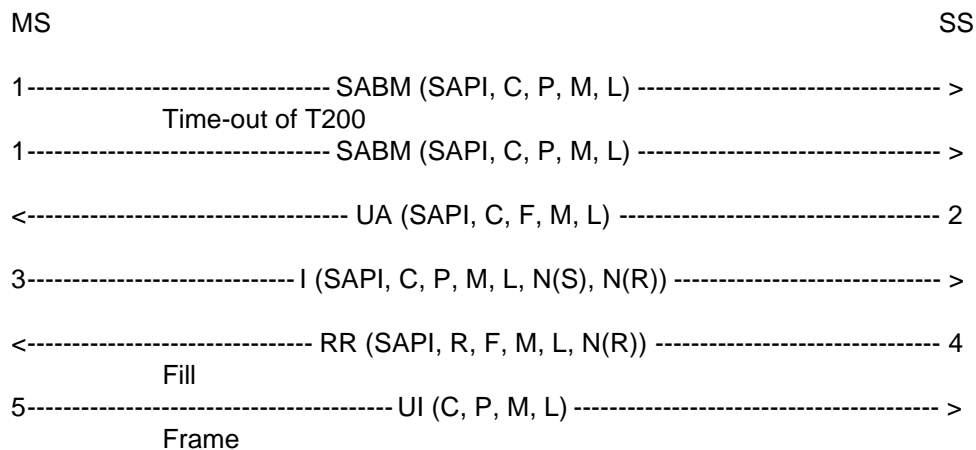 MS SS
1---------------------------------- SABM (SAPI, C, P, M, L) ---------------------------------- >
Time-out of T200
1---------------------------------- SABM (SAPI, C, P, M, L) ---------------------------------- >
<------------------------------------ UA (SAPI, C, F, M, L) ------------------------------------ 2
3------------------------------ I (SAPI, C, P, M, L, N(S), N(R)) ------------------------------ >
<-------------------------------- RR (SAPI, R, F, M, L, N(R)) -------------------------------- 4
Fill
5----------------------------------------- UI (C, P, M, L) ----------------------------------------- >
Frame